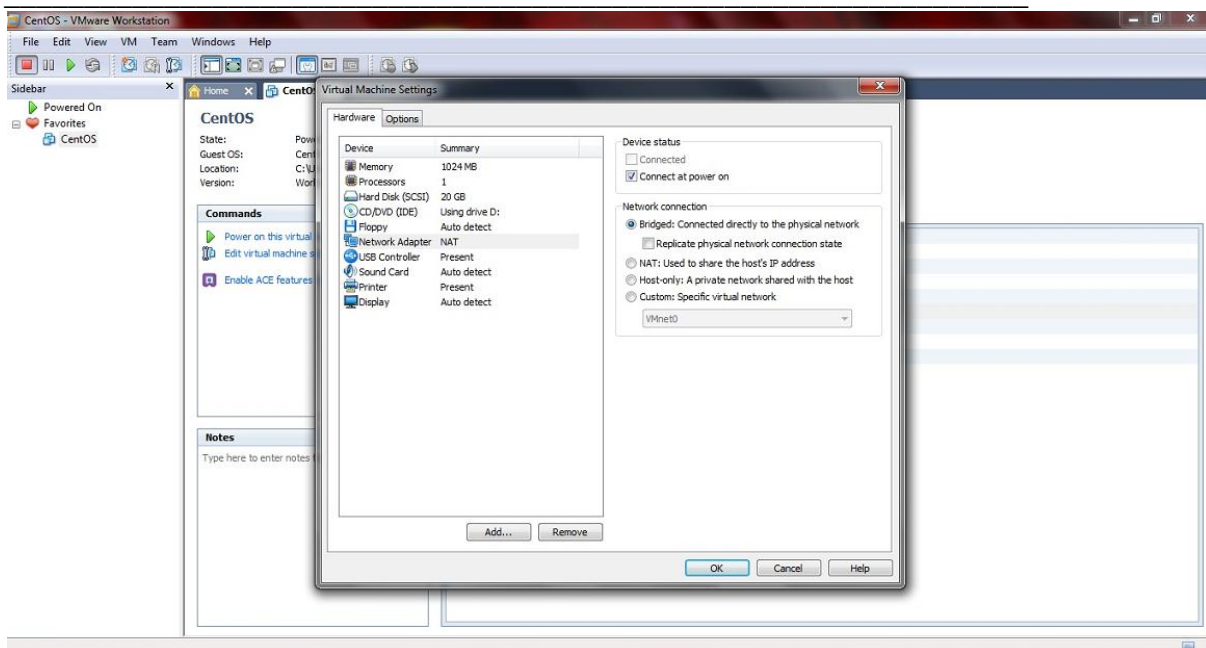 CentOS - VMware Workstation
File Edit View VM Team Windows Help
Sidebar
Powered On
Favorites
CentOS
Home
CentOS
State:
Guest OS:
Location:
Version:
Commands
Power on this virtual
Edit virtual machine
Enable ACE features
Notes
Type here to enter notes
Virtual Machine Settings
Hardware Options
Device Summary
Memory 1024 MB
Processors 1
Hard Disk (SCSI) 20 GB
CD/DVD (IDE) Using drive D:
Floppy Auto detect
Network Adapter NAT
USB Controller Present
Sound Card Auto detect
Printer Present
Display Auto detect
Add... Remove
Device status
Connected
Connect at power on
Network connection
Bridged: Connected directly to the physical network
Replicate physical network connection state
NAT: Used to share the host's IP address
Host-only: A private network shared with the host
Custom: Specific virtual network
VMnet0
OK Cancel Help